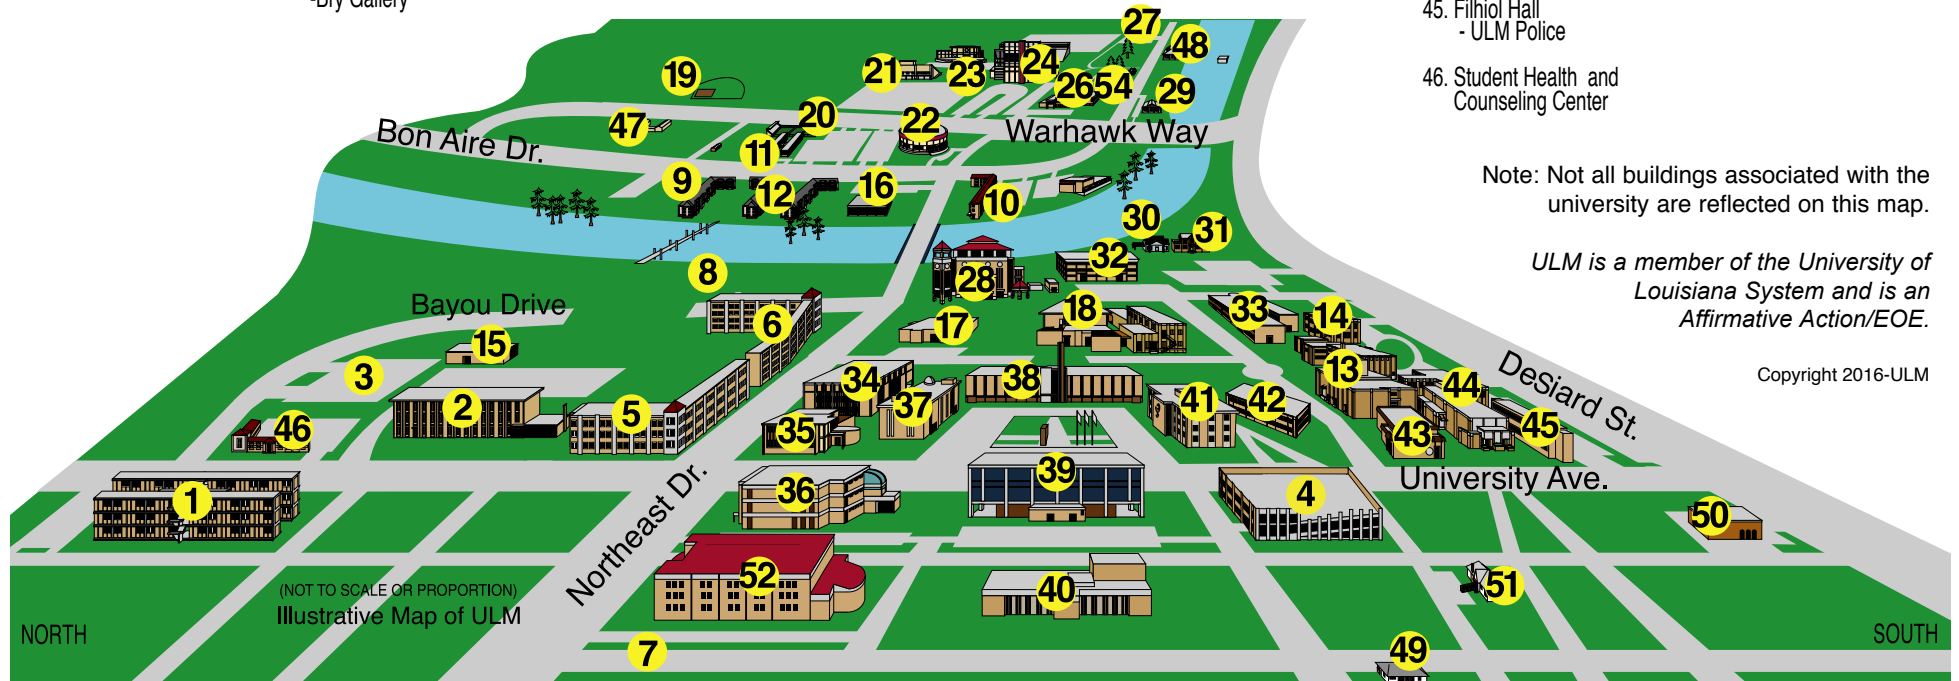 -Bry Gallery
45. Filhiol Hall
- ULM Police
46. Student Health and
Counseling Center
Note: Not all buildings associated with the
university are reflected on this map.
ULM is a member of the University of
Louisiana System and is an
Affirmative Action/EOE.
Copyright 2016-ULM
27
48
19
21
23
24
26
54
29
47
20
22
Warhawk Way
Bon Aire Dr.
11
9
12
16
10
30
31
32
8
28
Bayou Drive
6
17
18
33
14
15
3
34
38
13
DeSiard St.
2
5
37
41
42
44
46
35
43
45
39
University Ave.
1
36
4
50
Northeast Dr.
52
40
51
(NOT TO SCALE OR PROPORTION)
Illustrative Map of ULM
NORTH
SOUTH
7
49